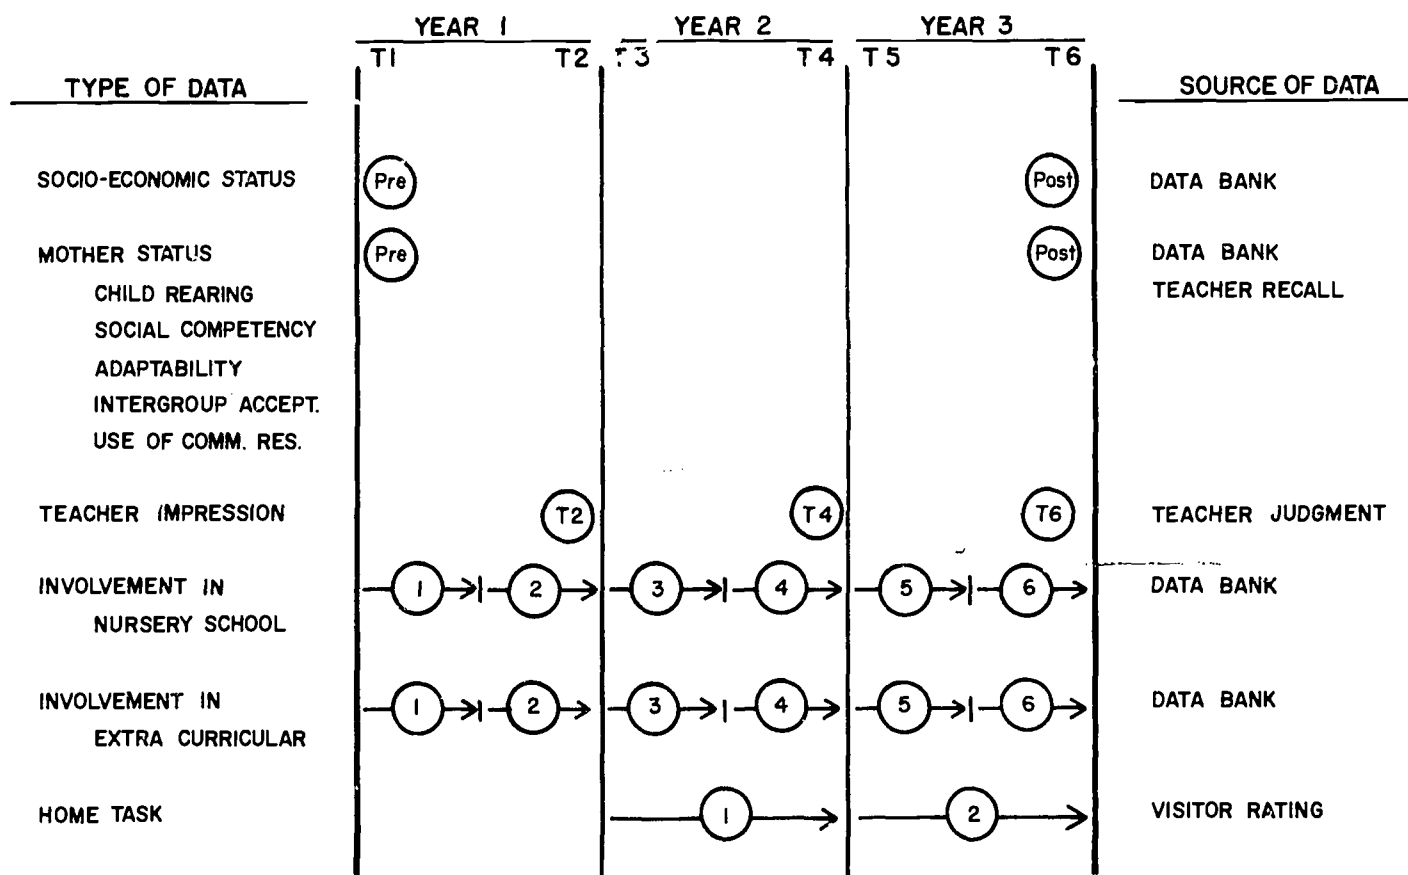 YEAR 1 YEAR 2 YEAR 3
T1 T2 T3 T4 T5 T6
TYPE OF DATA SOURCE OF DATA
SOCIO-ECONOMIC STATUS Pre Post DATA BANK
MOTHER STATUS Pre Post DATA BANK
CHILD REARING TEACHER RECALL
SOCIAL COMPETENCY
ADAPTABILITY
INTERGROUP ACCEPT.
USE OF COMM. RES.
TEACHER IMPRESSION T2 T4 T6 TEACHER JUDGMENT
INVOLVEMENT IN 1 2 3 4 5 6 DATA BANK
NURSERY SCHOOL
INVOLVEMENT IN 1 2 3 4 5 6 DATA BANK
EXTRA CURRICULAR
HOME TASK 1 2 VISITOR RATING